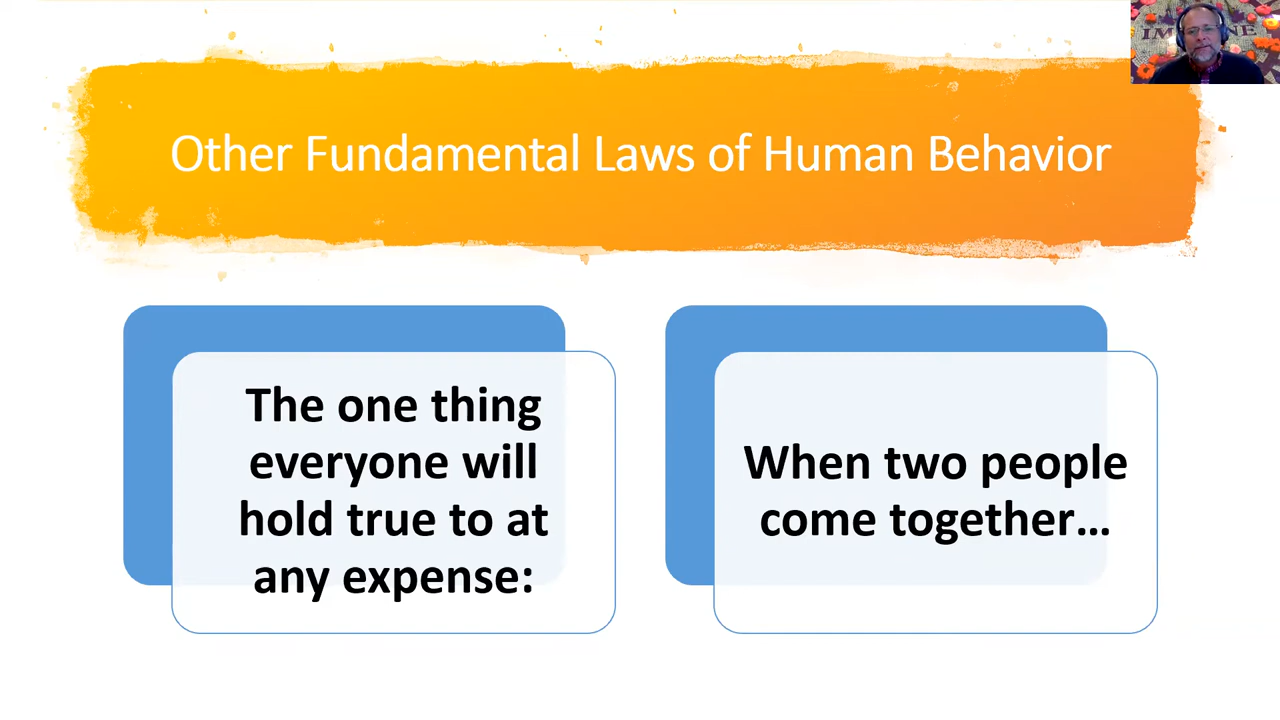 Other Fundamental Laws of Human Behavior
The one thing
everyone will
hold true to at
any expense:
When two people
come together…